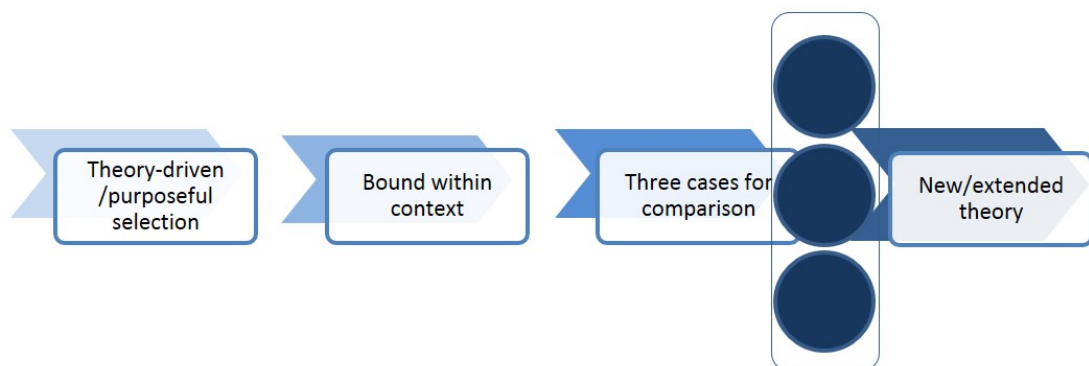 Theory-driven
/purposeful
selection
Bound within
context
Three cases for
comparison
New/extended
theory